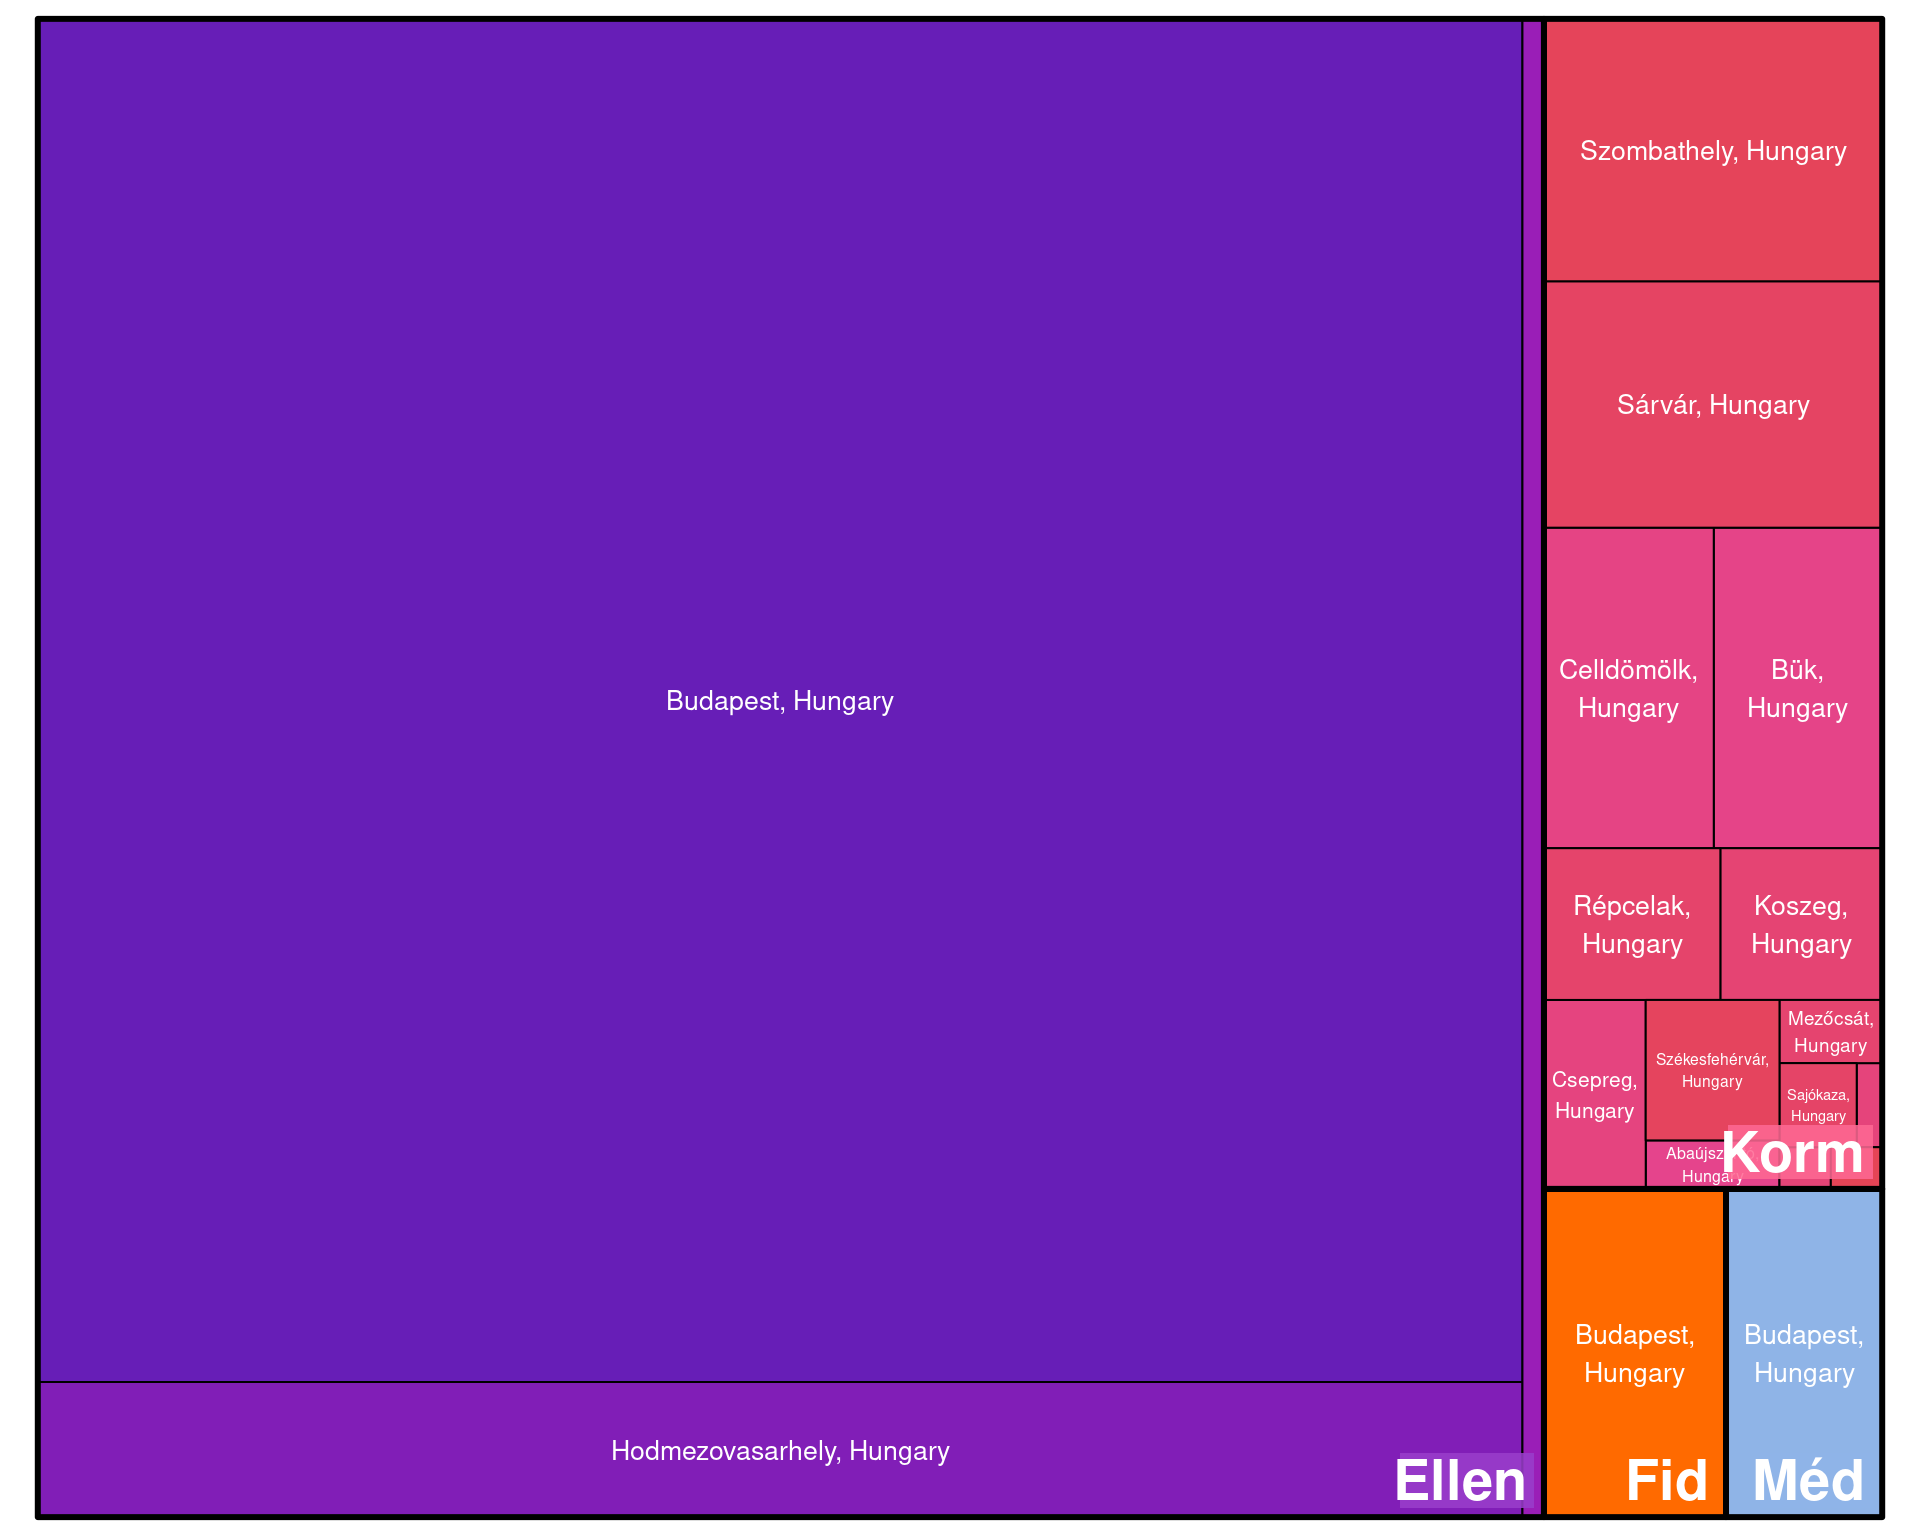 Szombathely, Hungary
Sárvár, Hungary
Budapest, Hungary
Celldömölk,
Hungary
Bük,
Hungary
Répcelak,
Hungary
Koszeg,
Hungary
Csepreg,
Hungary
Székesfehérvár,
Hungary
Mezőcsát,
Hungary
Sajókaza,
Hungary
Hungary
Korm
Budapest,
Hungary
Fid
Budapest,
Hungary
Méd
Hodmezovasarhely, Hungary
Ellen